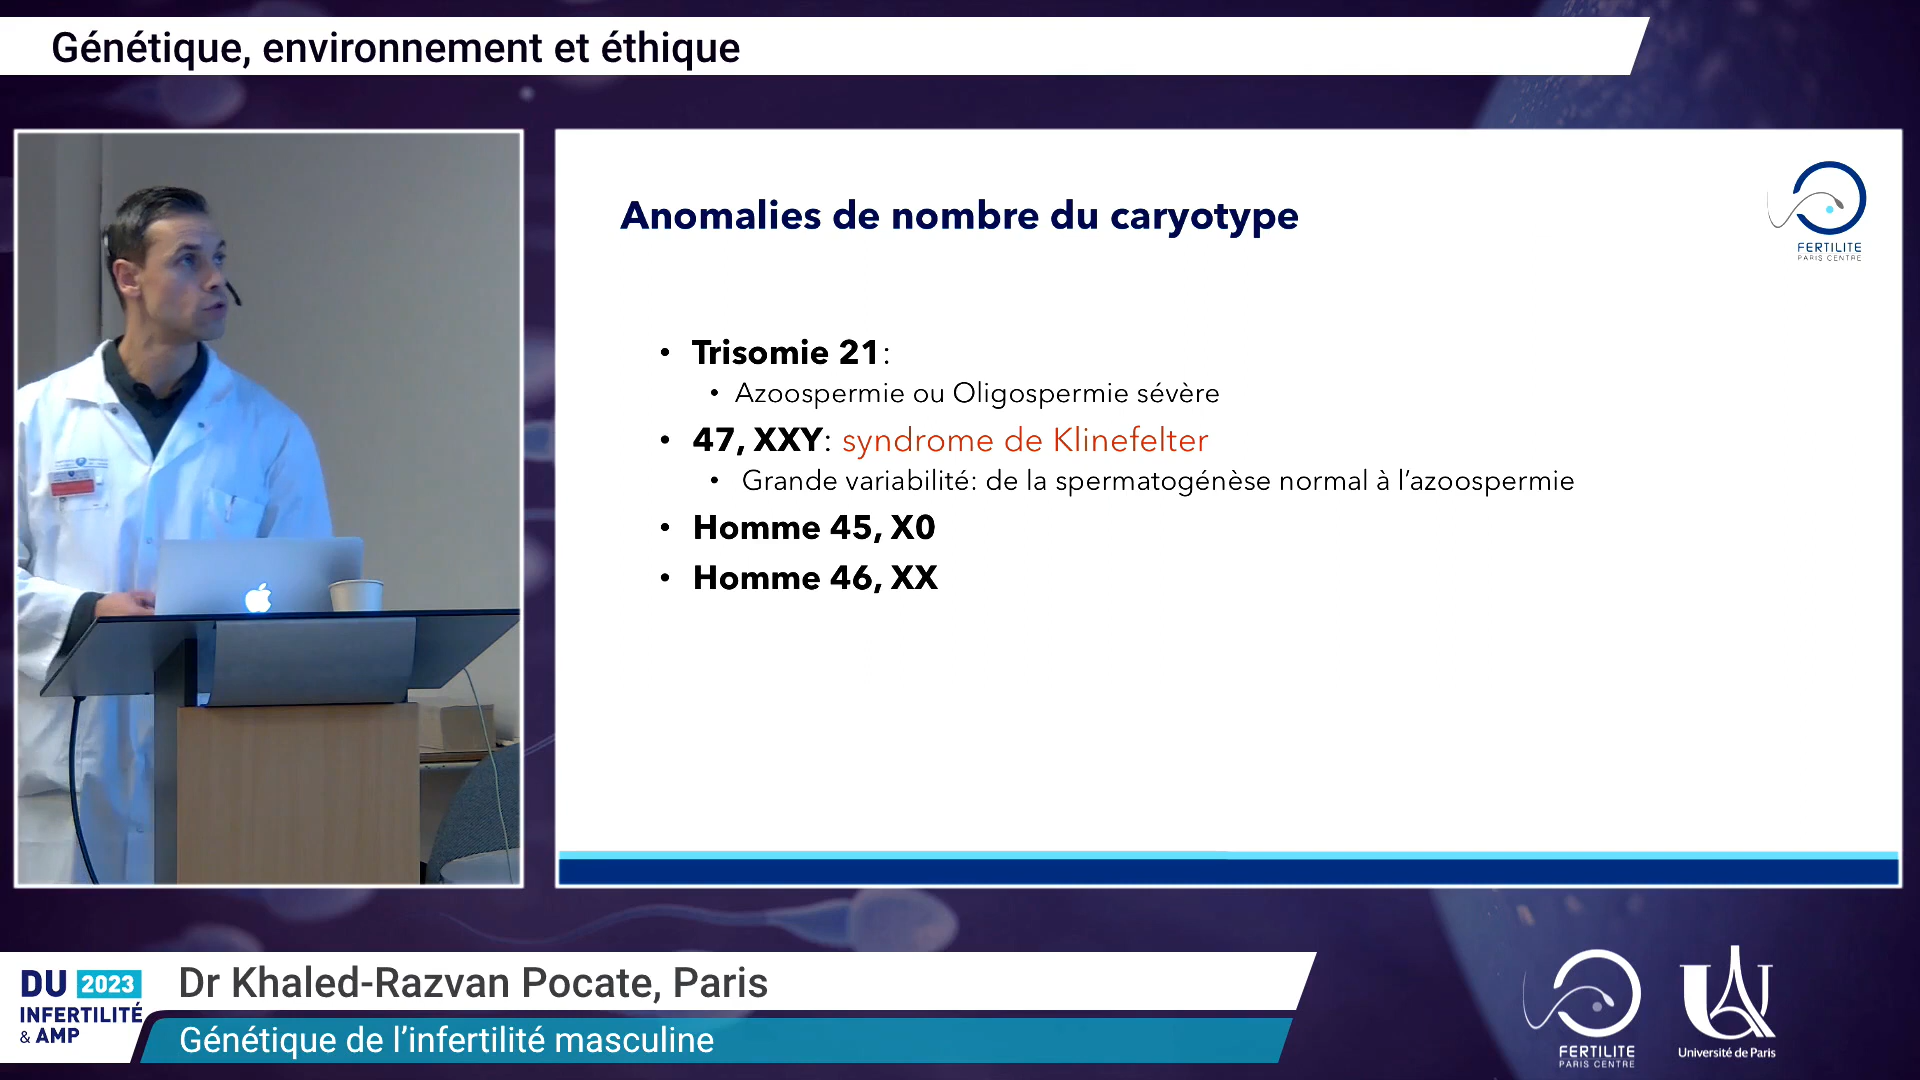 Génétique, environnement et éthique
Anomalies de nombre du caryotype
FERTILITE
PARIS CENTRE
• Trisomie 21:
• Azoospermie ou Oligospermie sévère
• 47, XXY: syndrome de Klinefelter
• Grande variabilité: de la spermatogénèse normal à l’azoospermie
• Homme 45, X0
• Homme 46, XX
DU 2023
INFERTILITÉ
& AMP
Dr Khaled-Razvan Pocate, Paris
Génétique de l’infertilité masculine
FERTILITE
PARIS CENTRE
Université de Paris